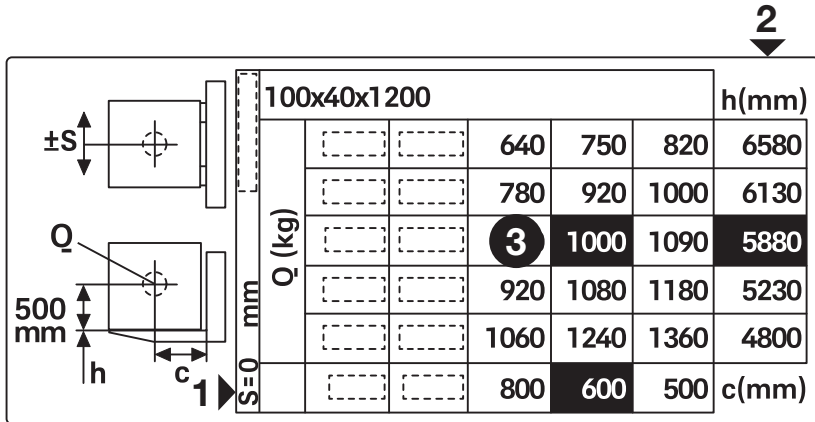 2
100x40x1200 h(mm)
±S
640 750 820 6580
780 920 1000 6130
Q (kg)
3 1000 1090 5880
Q
920 1080 1180 5230
500
mm
1060 1240 1360 4800
h
c
1
S=0 mm
800 600 500 c(mm)